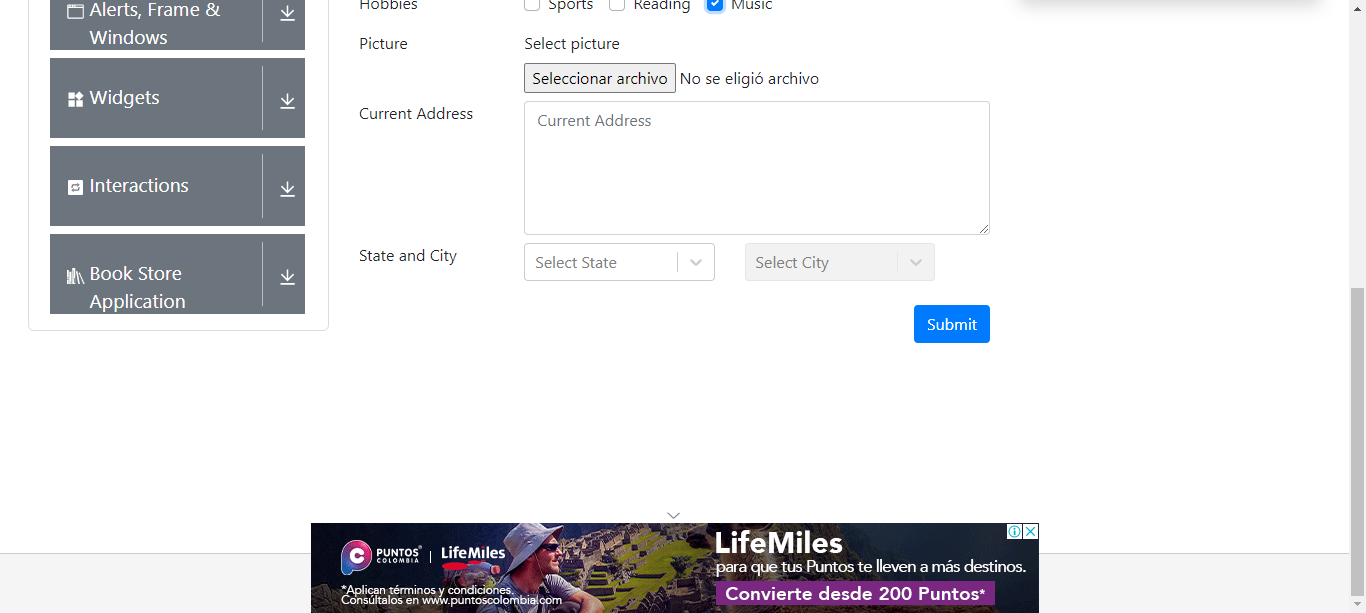 Alerts, Frame &
Windows
Widgets
Interactions
Book Store
Application
Hobbies
Sports
Reading
Music
Picture
Select picture
Seleccionar archivo No se eligió archivo
Current Address
Current Address
State and City
Select State
Select City
Submit
PUNTOS
COLOMBIA
LifeMiles
*Aplican términos y condiciones.
Consúltalos en www.puntoscolombia.com
LifeMiles
para que tus Puntos te lleven a más destinos.
Convierte desde 200 Puntos*